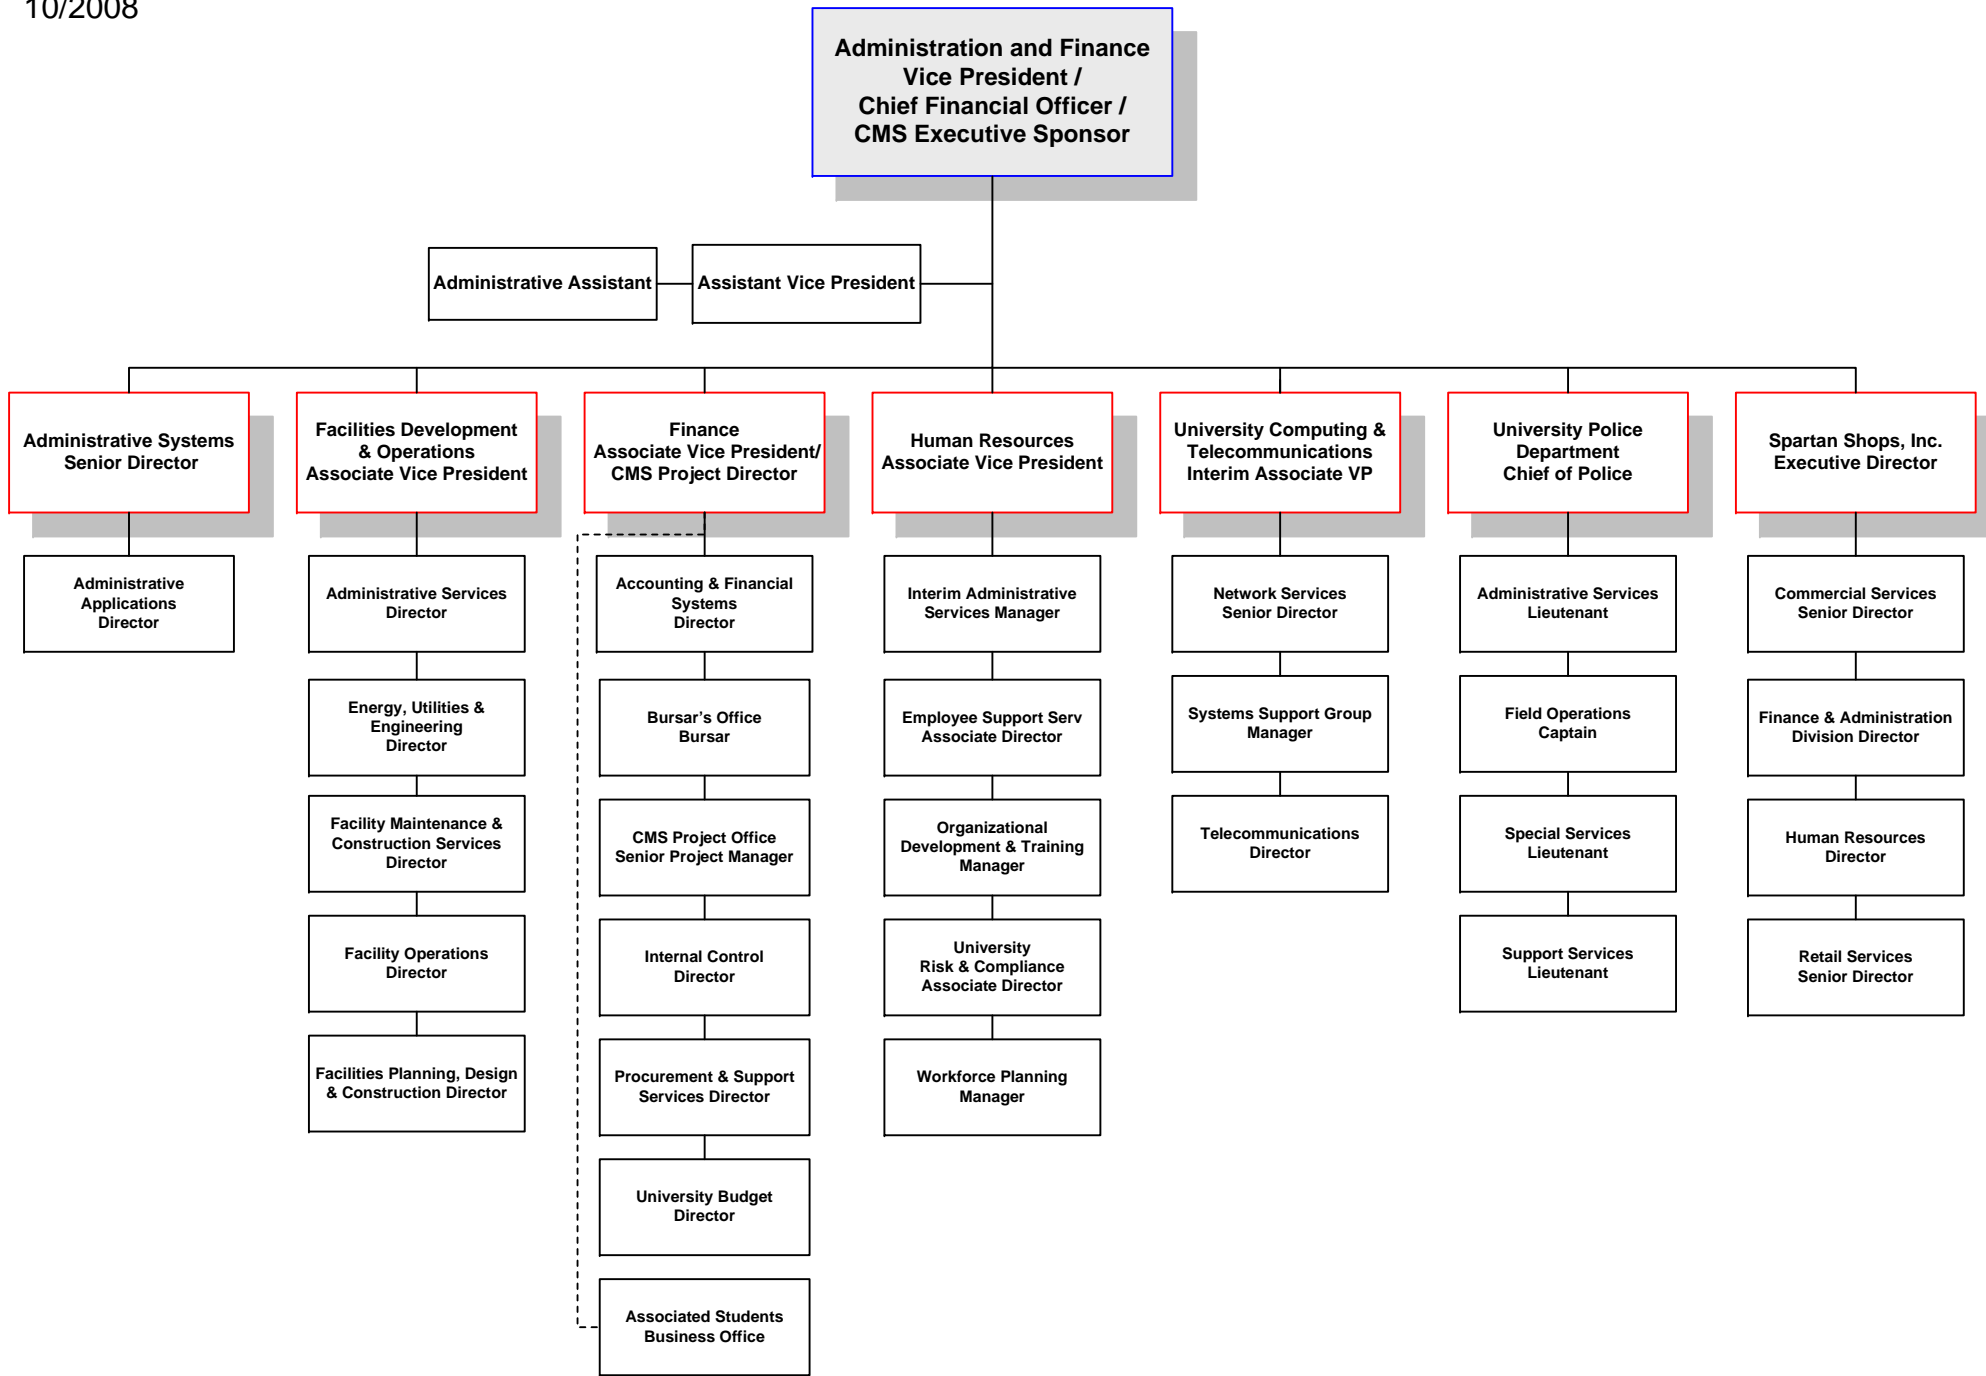 10/2008
Administration and Finance
Vice President /
Chief Financial Officer /
CMS Executive Sponsor
Administrative Assistant
Assistant Vice President
Administrative Systems
Senior Director
Facilities Development
& Operations
Associate Vice President
Finance
Associate Vice President/
CMS Project Director
Human Resources
Associate Vice President
University Computing &
Telecommunications
Interim Associate VP
University Police
Department
Chief of Police
Spartan Shops, Inc.
Executive Director
Administrative
Applications
Director
Administrative Services
Director
Energy, Utilities &
Engineering
Director
Facility Maintenance &
Construction Services
Director
Facility Operations
Director
Facilities Planning, Design
& Construction Director
Accounting & Financial
Systems
Director
Bursar’s Office
Bursar
CMS Project Office
Senior Project Manager
Internal Control
Director
Procurement & Support
Services Director
University Budget
Director
Associated Students
Business Office
Interim Administrative
Services Manager
Employee Support Serv
Associate Director
Organizational
Development & Training
Manager
University
Risk & Compliance
Associate Director
Workforce Planning
Manager
Network Services
Senior Director
Systems Support Group
Manager
Telecommunications
Director
Administrative Services
Lieutenant
Field Operations
Captain
Special Services
Lieutenant
Support Services
Lieutenant
Commercial Services
Senior Director
Finance & Administration
Division Director
Human Resources
Director
Retail Services
Senior Director